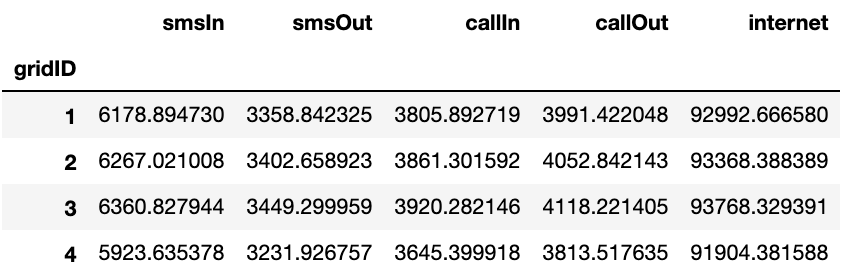 smsIn smsOut callIn callOut internet
gridID
1 6178.894730 3358.842325 3805.892719 3991.422048 92992.666580
2 6267.021008 3402.658923 3861.301592 4052.842143 93368.388389
3 6360.827944 3449.299959 3920.282146 4118.221405 93768.329391
4 5923.635378 3231.926757 3645.399918 3813.517635 91904.381588